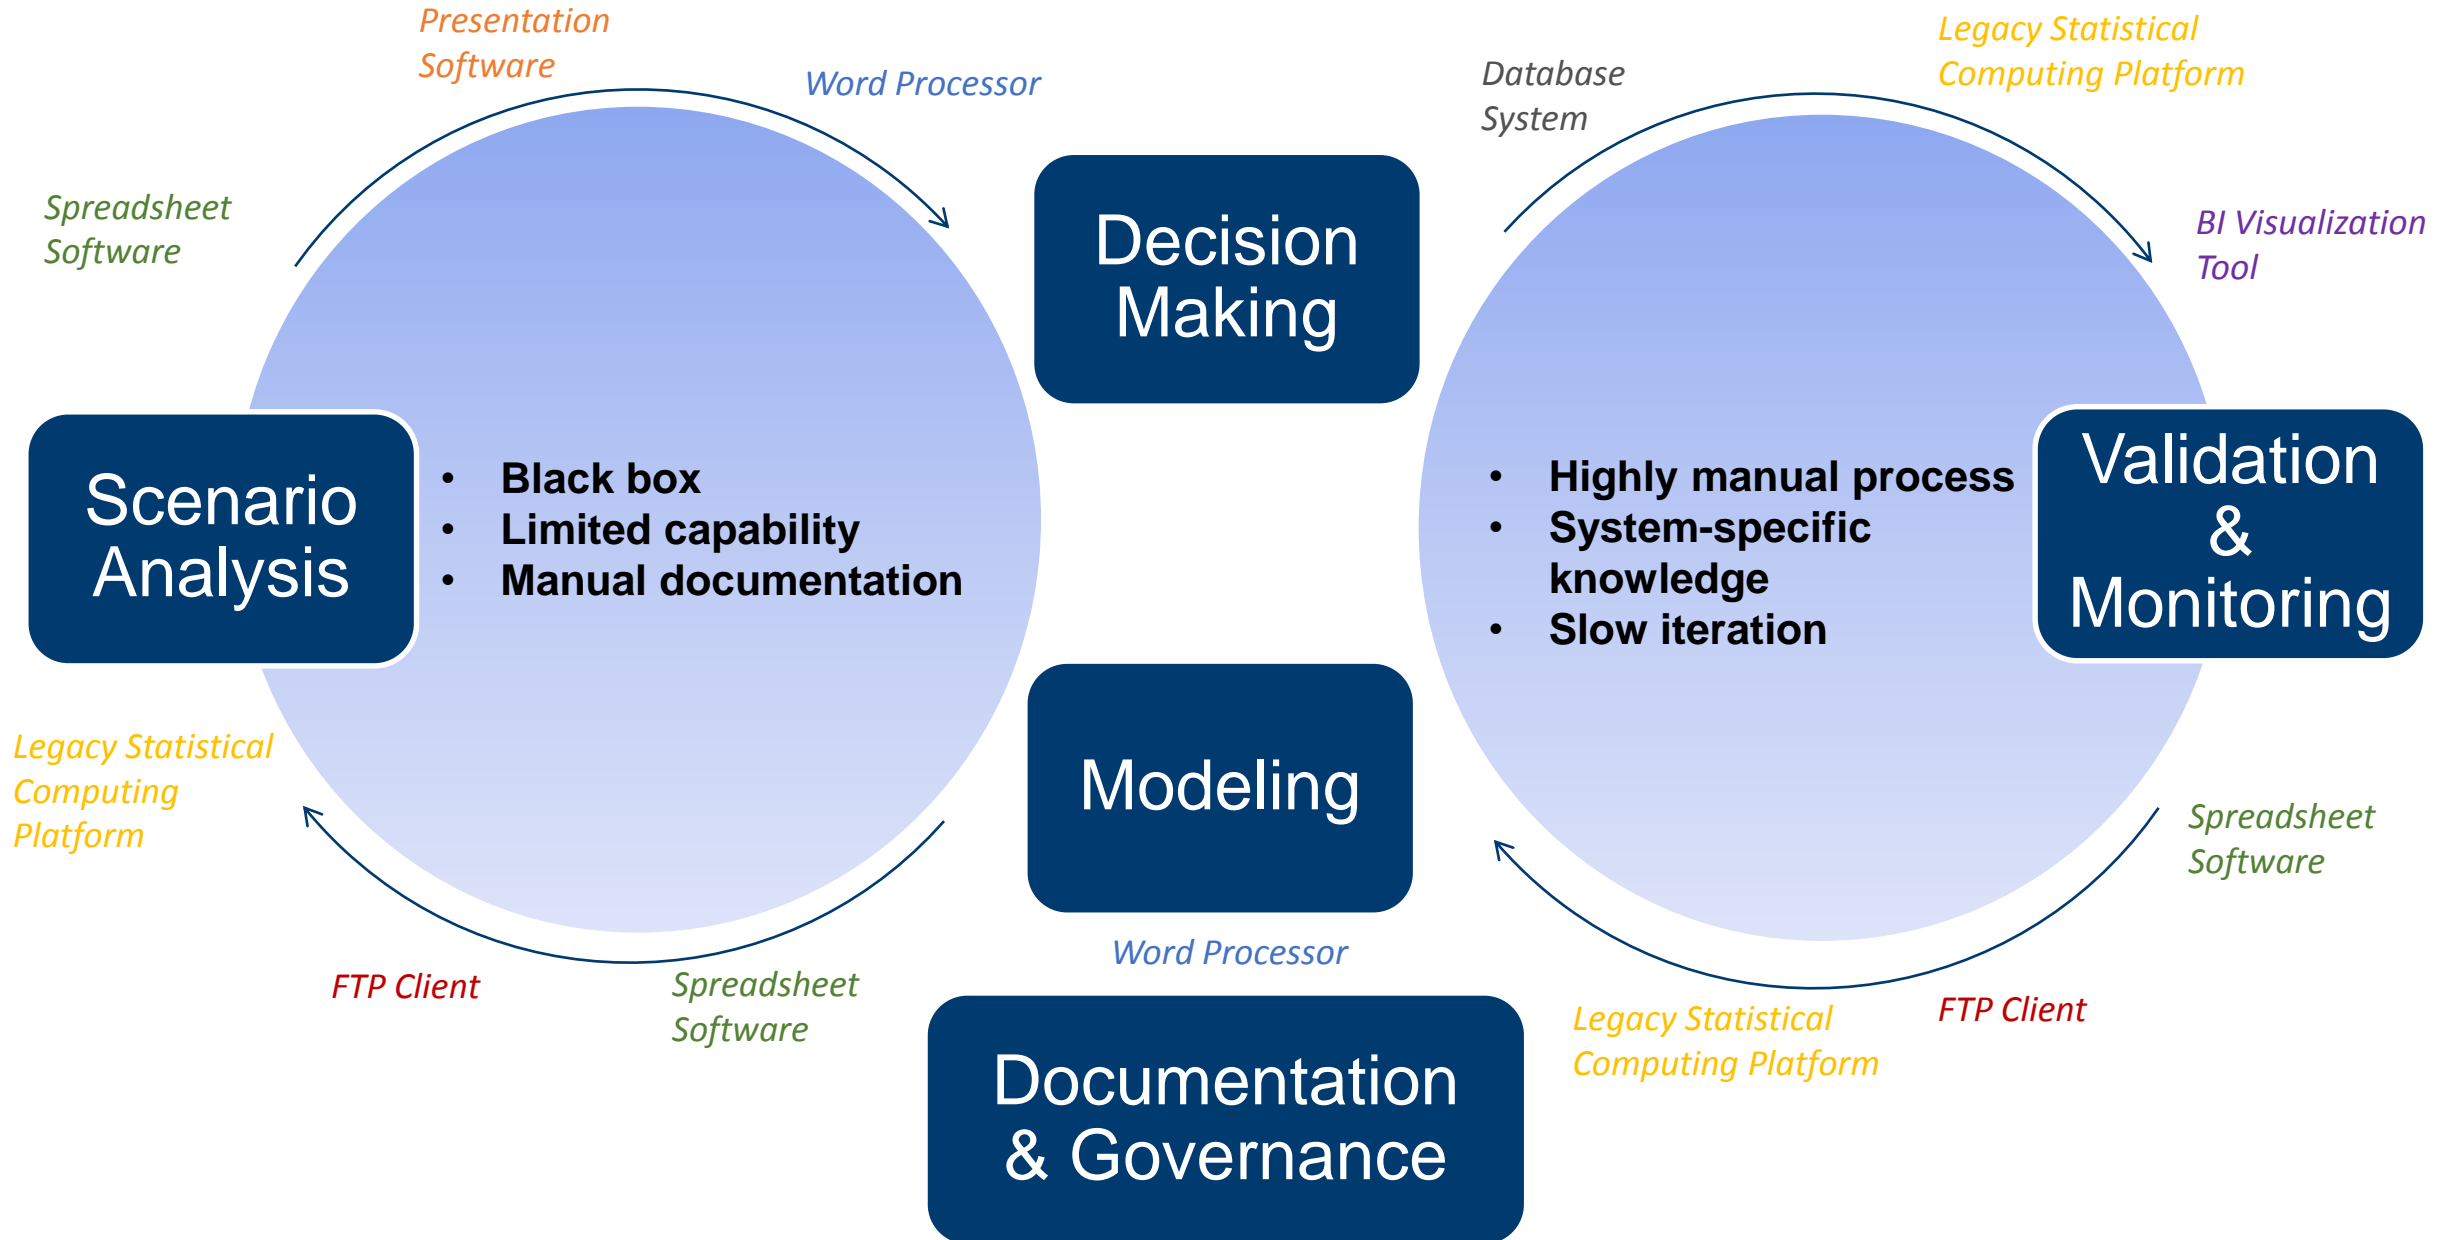 Presentation
Software
Word Processor
Spreadsheet
Software
Database
System
Legacy Statistical
Computing Platform
BI Visualization
Tool
Decision
Making
Scenario
Analysis
• Black box
• Limited capability
• Manual documentation
• Highly manual process
• System-specific
knowledge
• Slow iteration
Validation
&
Monitoring
Modeling
Legacy Statistical
Computing
Platform
FTP Client
Spreadsheet
Software
Word Processor
Spreadsheet
Software
FTP Client
Legacy Statistical
Computing Platform
Documentation
& Governance